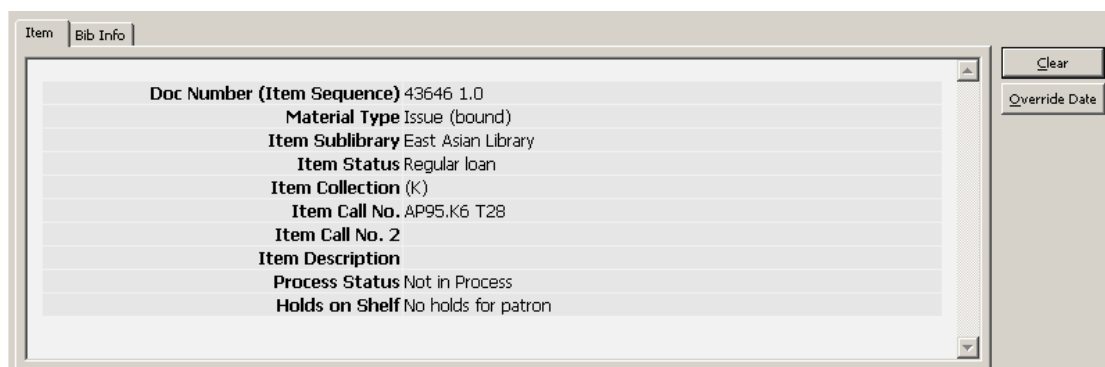 Item Bib Info
Clear
Override Date
Doc Number (Item Sequence) 43646 1.0
Material Type Issue (bound)
Item Sublibrary East Asian Library
Item Status Regular loan
Item Collection (K)
Item Call No. AP95.K6 T28
Item Call No. 2
Item Description
Process Status Not in Process
Holds on Shelf No holds for patron